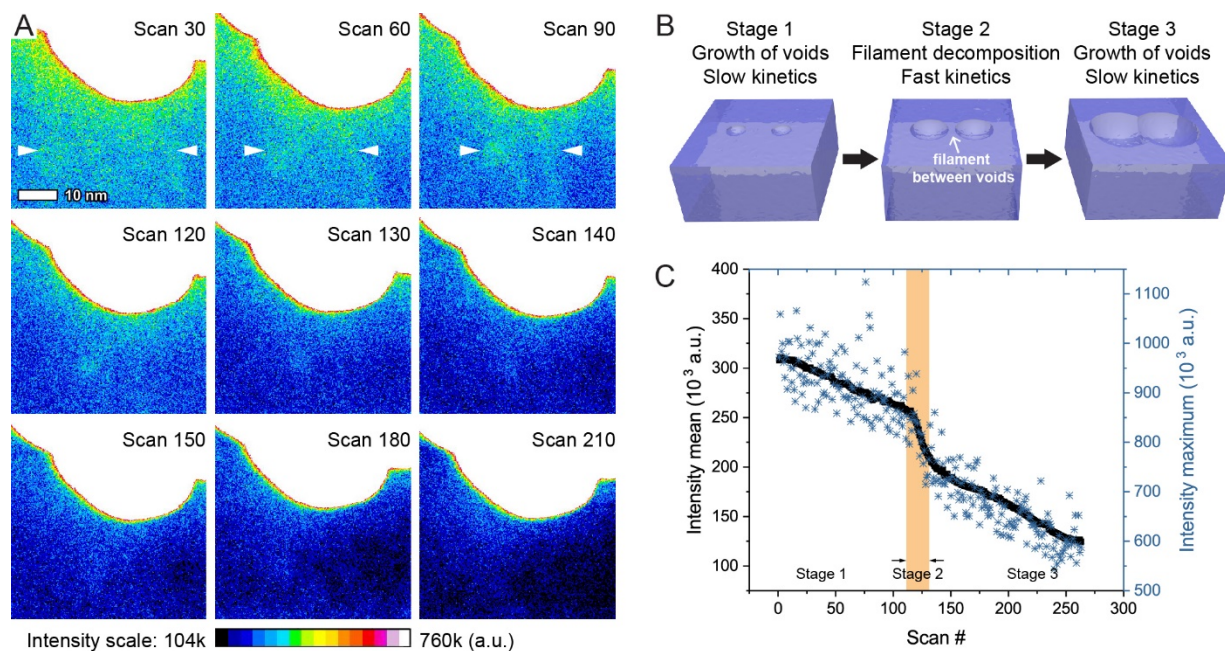 A
Scan 30
Scan 60
Scan 90
10 nm
Scan 120
Scan 130
Scan 140
Scan 150
Scan 180
Scan 210
Intensity scale: 104k
760k (a.u.)
B
Stage 1
Growth of voids
Slow kinetics
Stage 2
Filament decomposition
Fast kinetics
Stage 3
Growth of voids
Slow kinetics
filament
between voids
C
Intensity mean (10³ a.u.)
400
350
300
250
200
150
100
Intensity maximum (10³ a.u.)
1100
1000
900
800
700
600
500
Stage 1
Stage 2
Stage 3
0
50
100
150
200
250
300
Scan #